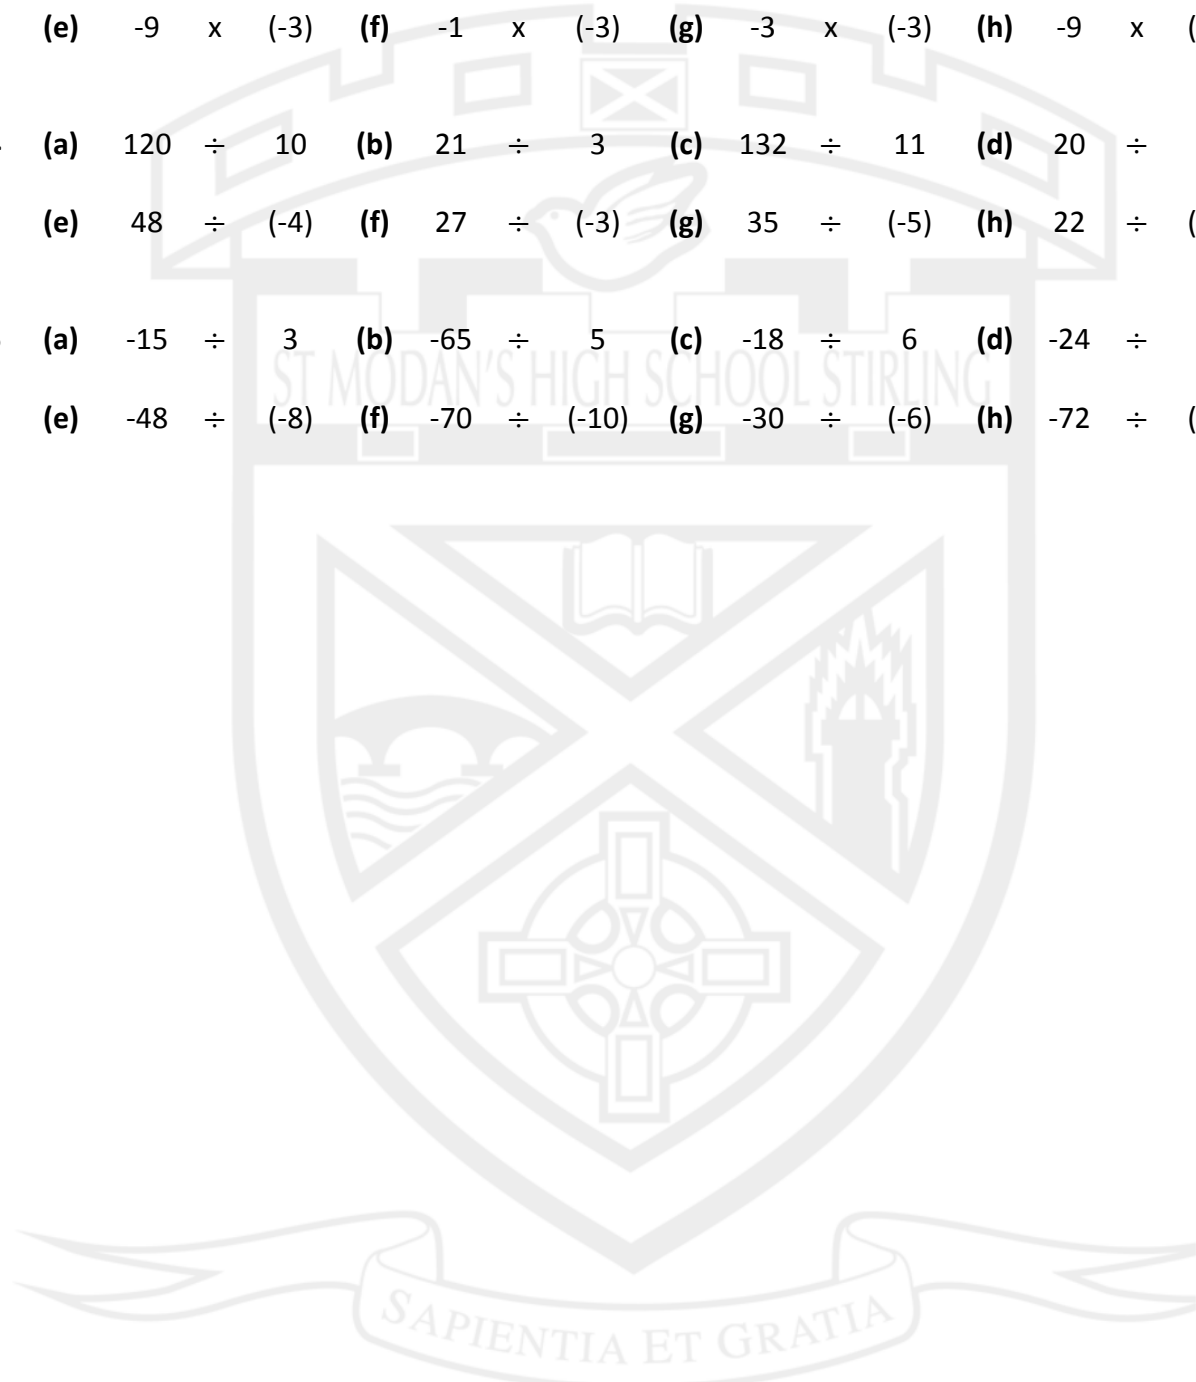 (e) -9 x (-3) (f) -1 x (-3) (g) -3 x (-3) (h) -9 x (
(a) 120 ÷ 10 (b) 21 ÷ 3 (c) 132 ÷ 11 (d) 20 ÷
(e) 48 ÷ (-4) (f) 27 ÷ (-3) (g) 35 ÷ (-5) (h) 22 ÷ (
(a) -15 ÷ 3 (b) -65 ÷ 5 (c) -18 ÷ 6 (d) -24 ÷
ST MODAN'S HIGH SCHOOL STIRLING
(e) -48 ÷ (-8) (f) -70 ÷ (-10) (g) -30 ÷ (-6) (h) -72 ÷ (
SAPIENTIA ET GRATIA